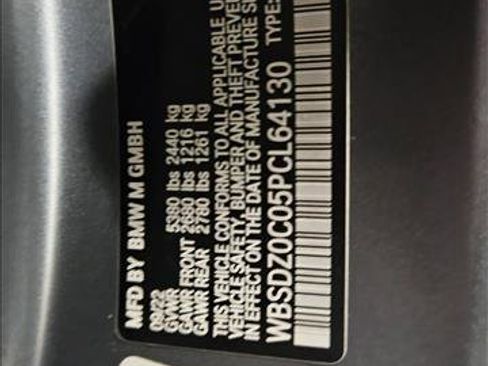 MFD BY BMW M GMBH
09/22
GVWR 5380 lbs 2440 kg
GAWR FRONT 2680 lbs 1216 kg
GAWR REAR 2780 lbs 1261 kg
THIS VEHICLE CONFORMS TO ALL APPLICABLE
VEHICLE SAFETY, BUMPER AND THEFT PREVE
IN EFFECT ON THE DATE OF MANUFACTURE
WBSDZ0C05PCL64130 TYPE: